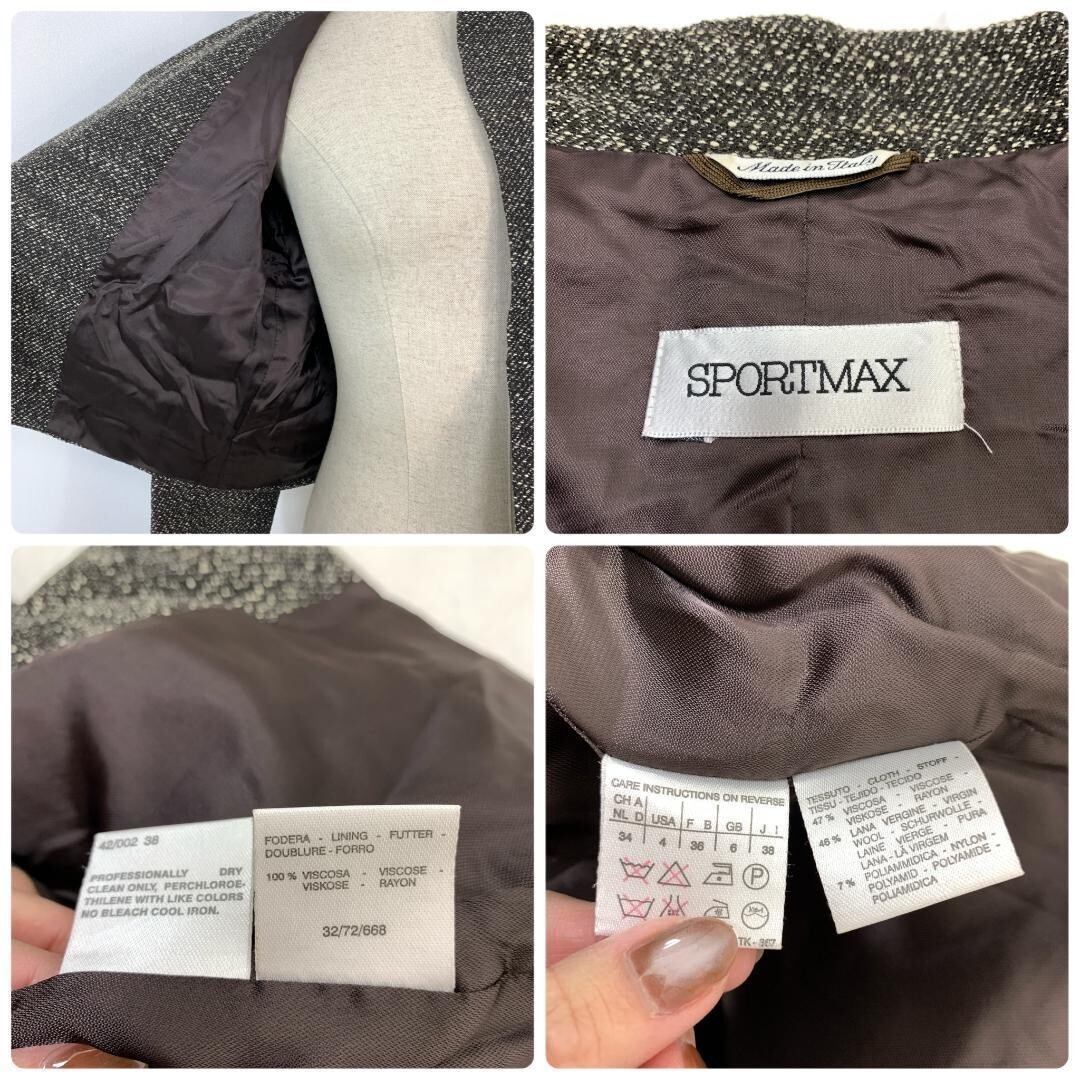 Made in Italy
SPORTMAX
42/002 38
PROFESSIONALLY DRY
CLEAN ONLY, PERCHLOROE-
THILENE WITH LIKE COLORS
NO BLEACH COOL IRON.
FODERA - LINING - FUTTER -
DOUBLURE - FORRO
100 % VISCOSA - VISCOSE -
VISKOSE - RAYON
32/72/668
CARE INSTRUCTIONS ON REVERSE
CH A
NL D USA F B GB J I
34 4 36 6 38
P
TK - 367
TESSUTO - CLOTH - STOFF -
TISSU - TEJIDO - TECIDO
47 % VISCOSA - VISCOSE -
VISKOSE - RAYON
46 % LANA VERGINE - VIRGIN
WOOL - SCHURWOLLE -
LAINE VIERGE - PURA
LANA - LÀ VIRGEM
7 % POLIAMMIDICA - NYLON -
POLYAMID - POLYAMIDE -
POLIAMIDICA